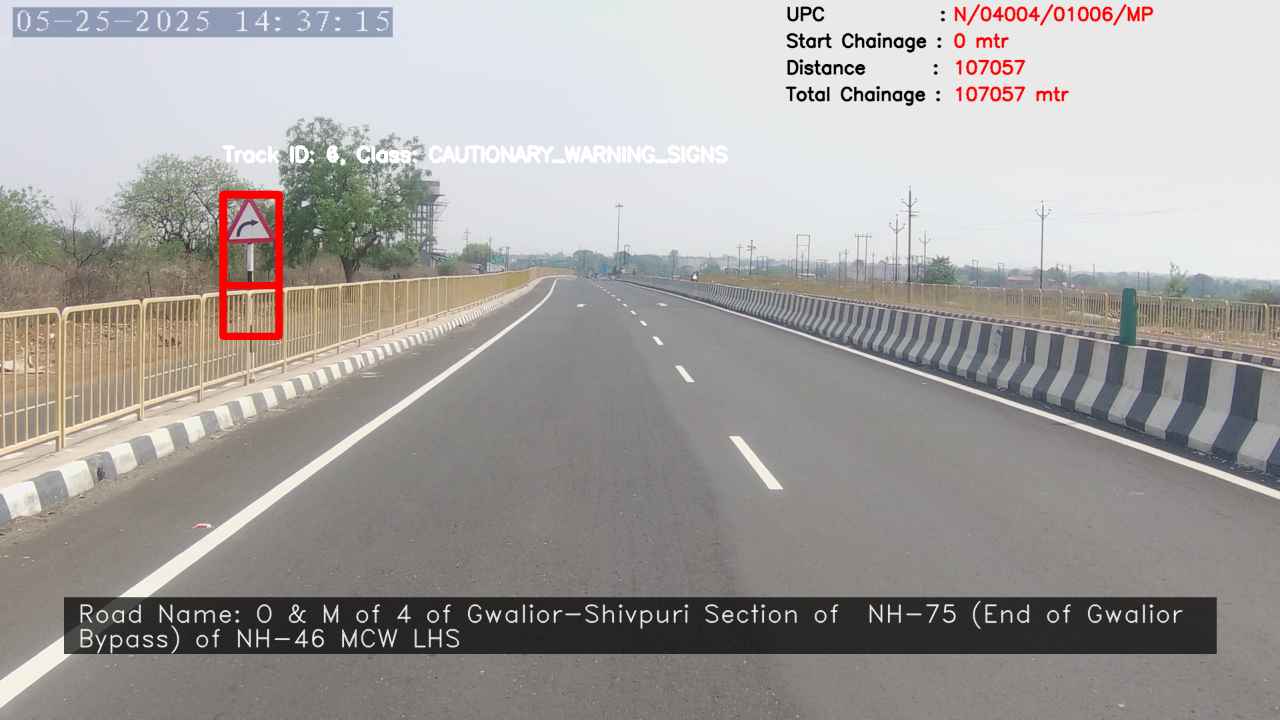 05-25-2025 14:37:15
UPC : N/04004/01006/MP
Start Chainage : 0 mtr
Distance : 107057
Total Chainage : 107057 mtr
Track ID: 6, Class: CAUTIONARY_WARNING_SIGNS
Road Name: O & M of 4 of Gwalior-Shivpuri Section of NH-75 (End of Gwalior
Bypass) of NH-46 MCW LHS